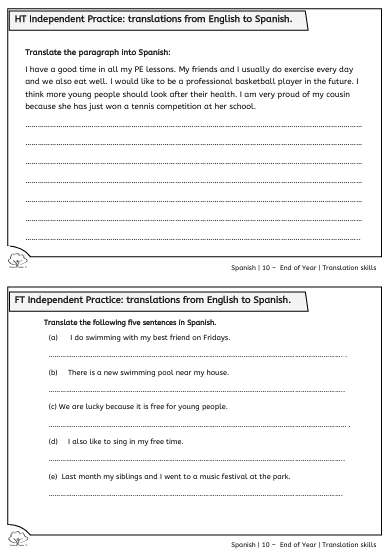 HT Independent Practice: translations from English to Spanish.
Translate the paragraph into Spanish:
I have a good time in all my PE lessons. My friends and I usually do exercise every day
and we also eat well. I would like to be a professional basketball player in the future. I
think more young people should look after their health. I am very proud of my cousin
because she has just won a tennis competition at her school.
Spanish | 10 – End of Year | Translation skills
FT Independent Practice: translations from English to Spanish.
Translate the following five sentences in Spanish.
(a) I do swimming with my best friend on Fridays.
(b) There is a new swimming pool near my house.
(c) We are lucky because it is free for young people.
(d) I also like to sing in my free time.
(e) Last month my siblings and I went to a music festival at the park.
Spanish | 10 – End of Year | Translation skills